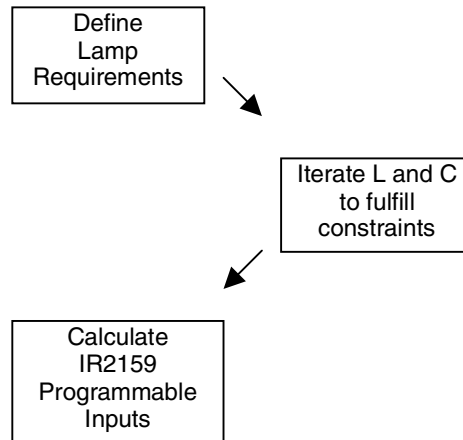 Define
Lamp
Requirements
Iterate L and C
to fulfill
constraints
Calculate
IR2159
Programmable
Inputs